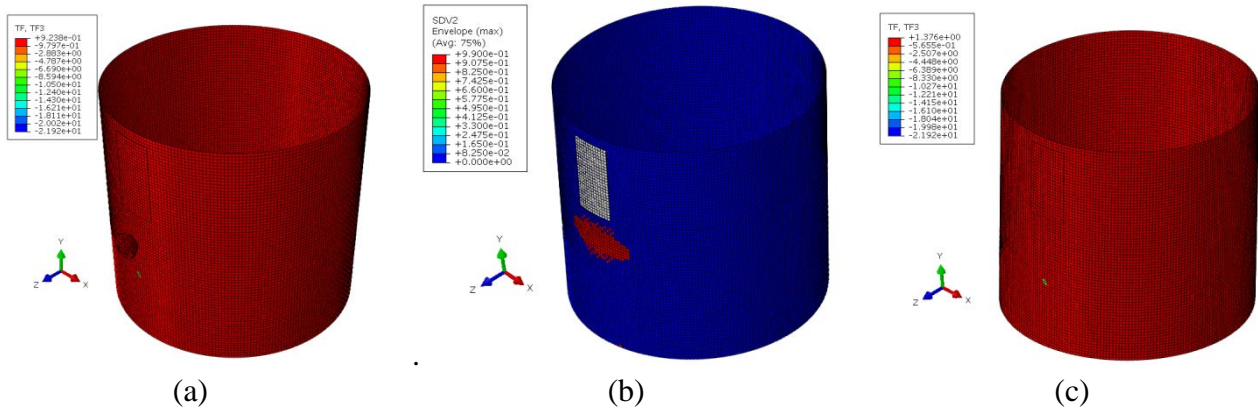 TF, TF3
+9.238e-01
-9.797e-01
-2.883e+00
-4.787e+00
-6.690e+00
-8.594e+00
-1.050e+01
-1.240e+01
-1.430e+01
-1.621e+01
-1.811e+01
-2.002e+01
-2.192e+01
Y
Z
X
(a)
SDV2
Envelope (max)
(Avg: 75%)
+9.900e-01
+9.075e-01
+8.250e-01
+7.425e-01
+6.600e-01
+5.775e-01
+4.950e-01
+4.125e-01
+3.300e-01
+2.475e-01
+1.650e-01
+8.250e-02
+0.000e+00
Y
Z
X
.
(b)
TF, TF3
+1.376e+00
-5.655e-01
-2.507e+00
-4.448e+00
-6.389e+00
-8.330e+00
-1.027e+01
-1.221e+01
-1.415e+01
-1.610e+01
-1.804e+01
-1.998e+01
-2.192e+01
Y
Z
X
(c)